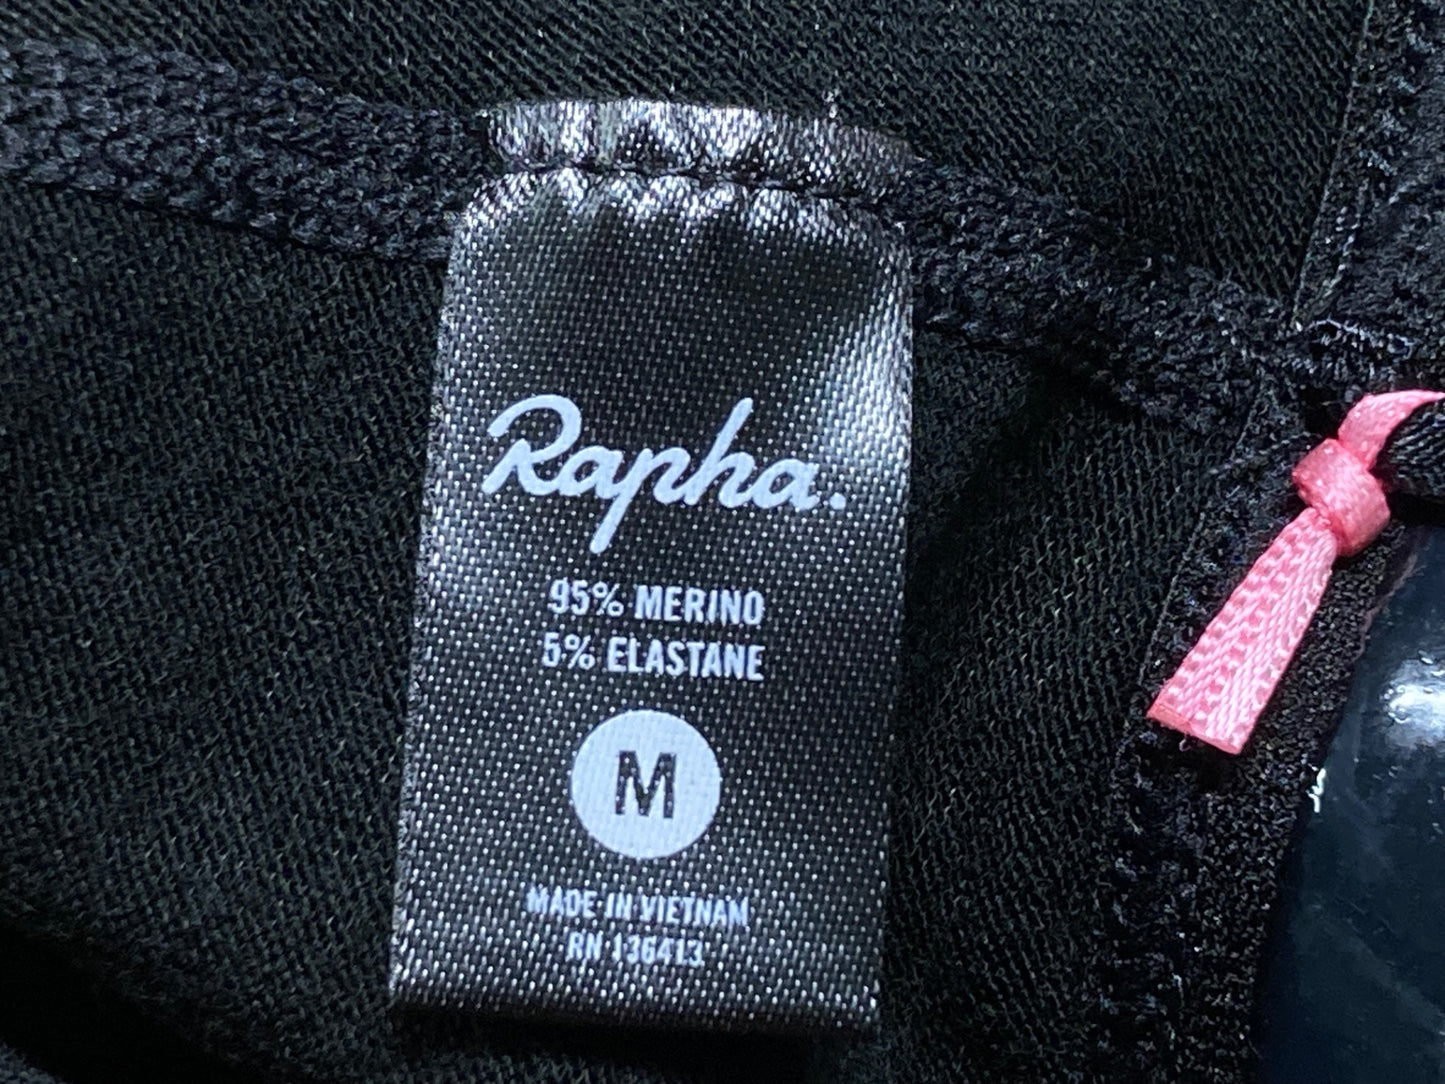 Rapha.
95% MERINO
5% ELASTANE
M
MADE IN VIETNAM
RN 136413